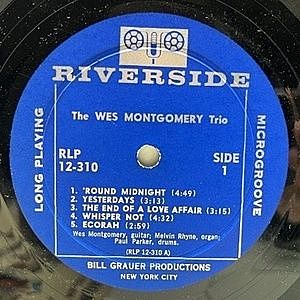 RIVERSIDE
The WES MONTGOMERY Trio
LONG PLAYING
MICROGROOVE
RLP
12-310
SIDE
1
1. 'ROUND MIDNIGHT (4:49)
2. YESTERDAYS (3:13)
3. THE END OF A LOVE AFFAIR (3:15)
4. WHISPER NOT (4:32)
5. ECORAH (2:59)
Wes Montgomery, guitar; Melvin Rhyne, organ;
Paul Parker, drums.
(RLP 12-310 A)
BILL GRAUER PRODUCTIONS
NEW YORK CITY